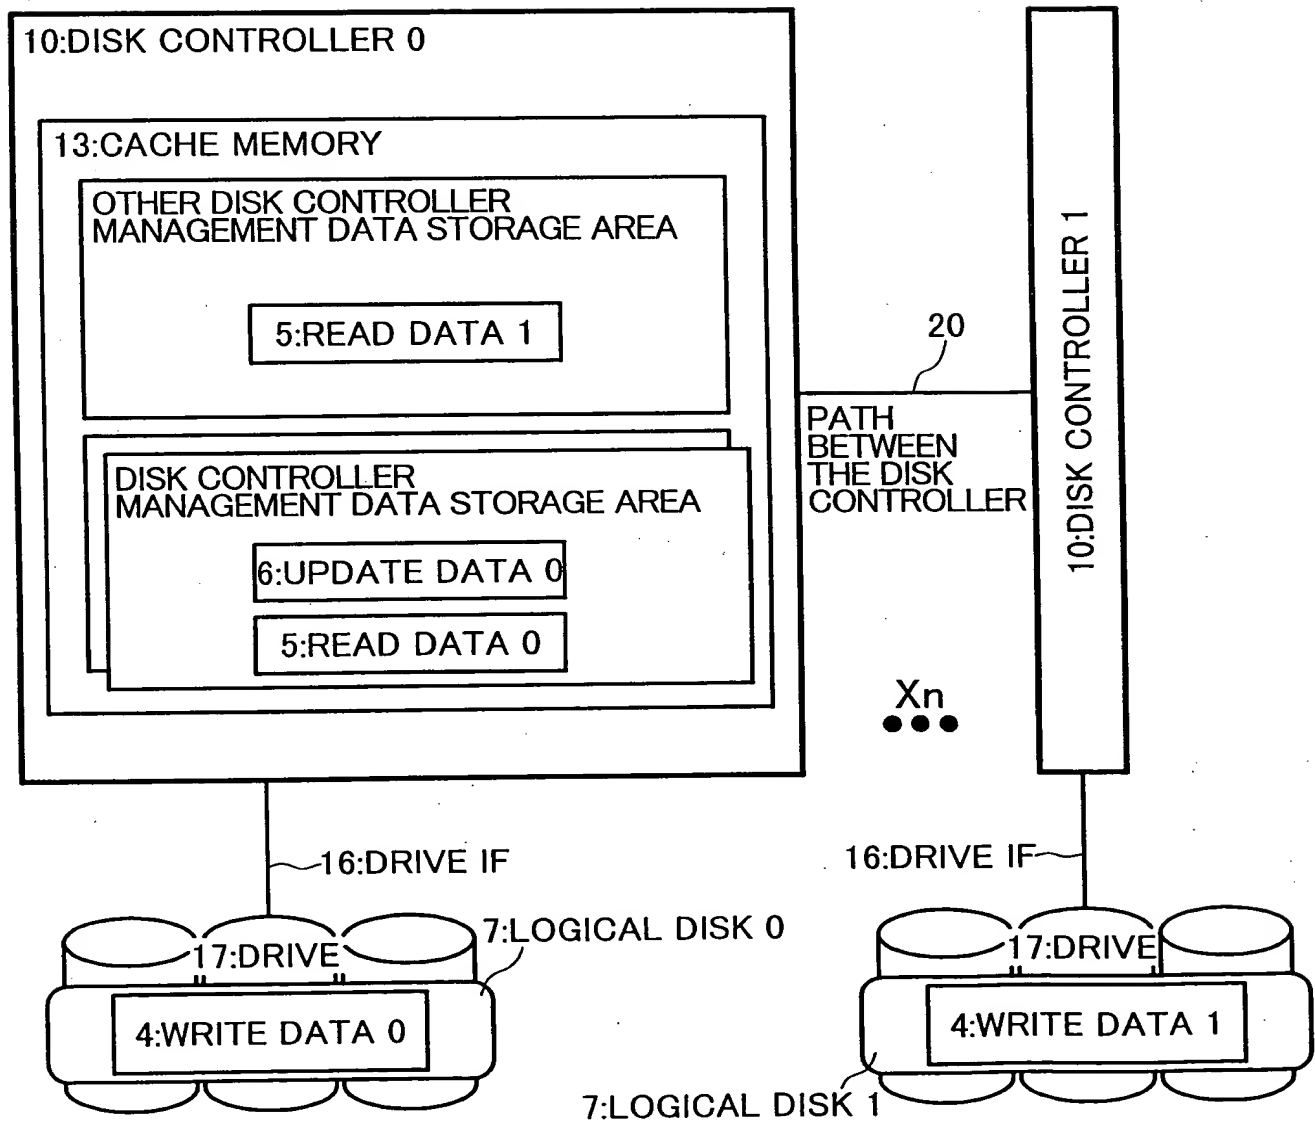 10:DISK CONTROLLER 0
13:CACHE MEMORY
OTHER DISK CONTROLLER
MANAGEMENT DATA STORAGE AREA
5:READ DATA 1
DISK CONTROLLER
MANAGEMENT DATA STORAGE AREA
6:UPDATE DATA 0
5:READ DATA 0
20
PATH
BETWEEN
THE DISK
CONTROLLER
10:DISK CONTROLLER 1
Xn
16:DRIVE IF
16:DRIVE IF
17:DRIVE
7:LOGICAL DISK 0
4:WRITE DATA 0
17:DRIVE
4:WRITE DATA 1
7:LOGICAL DISK 1